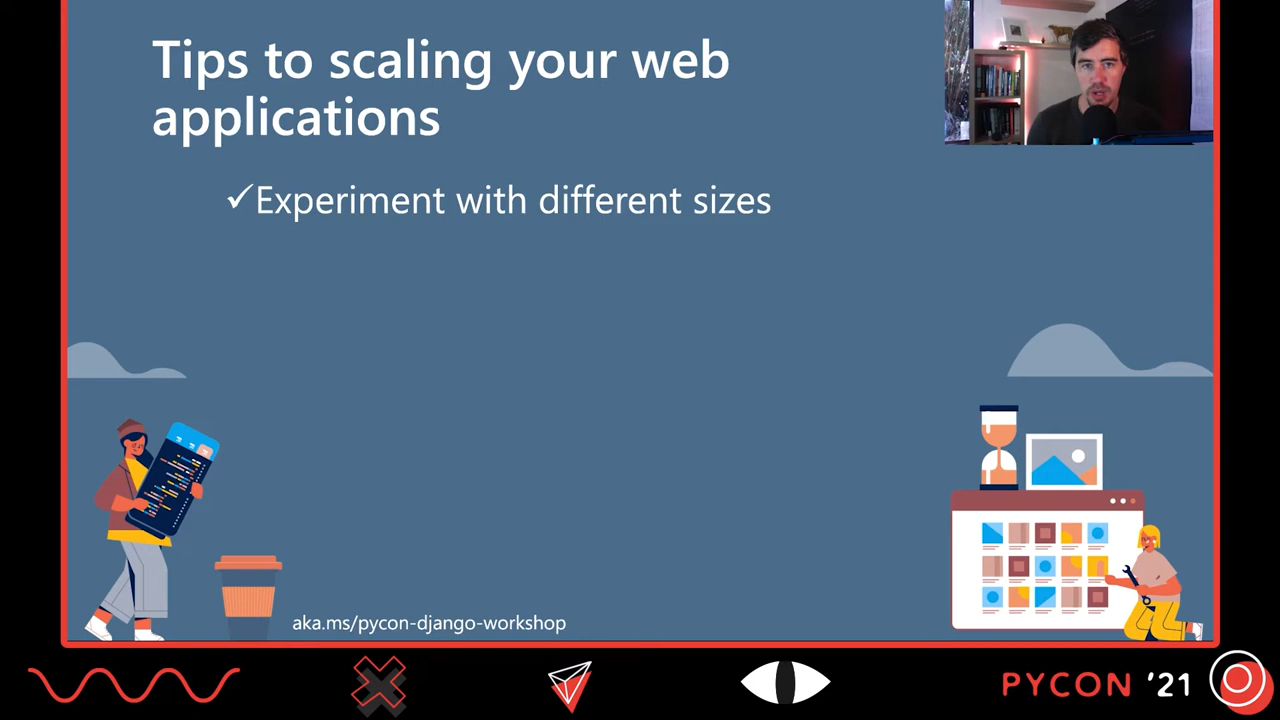 Tips to scaling your web
applications
✓Experiment with different sizes
aka.ms/pycon-django-workshop
PYCON '21